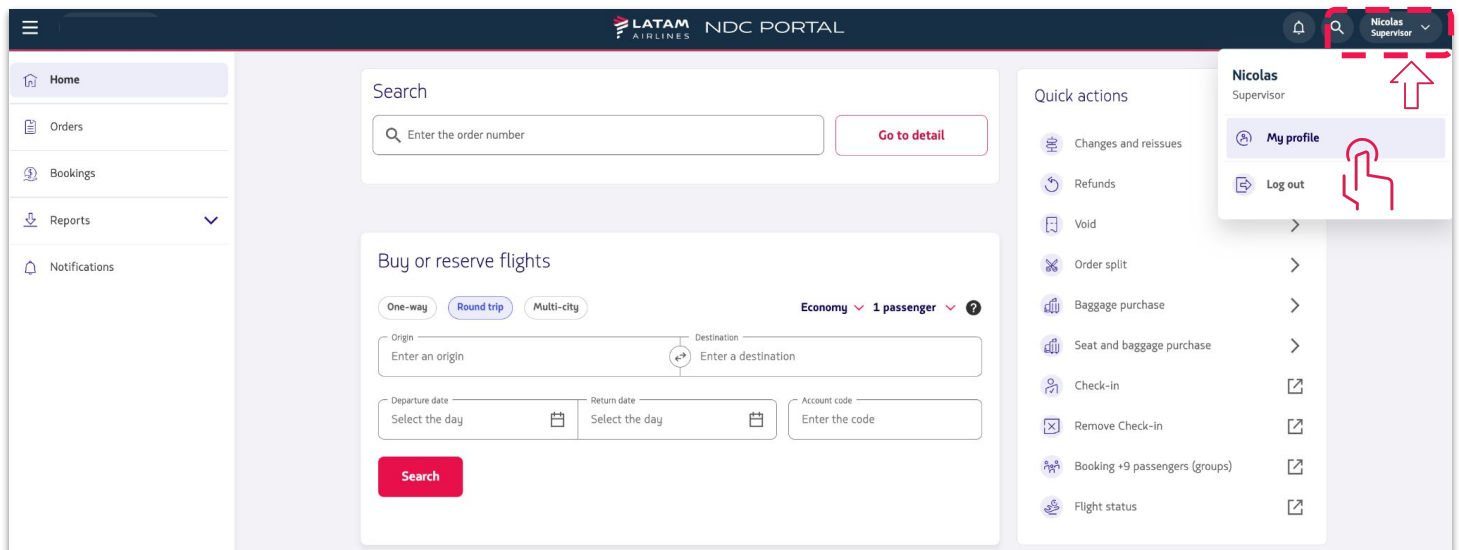 LATAM
AIRLINES
NDC PORTAL
Nicolas
Supervisor
Home
Orders
Bookings
Reports
Notifications
Search
Enter the order number
Go to detail
Buy or reserve flights
One-way
Round trip
Multi-city
Economy
1 passenger
?
Origin
Enter an origin
Destination
Enter a destination
Departure date
Select the day
Return date
Select the day
Account code
Enter the code
Search
Quick actions
Changes and reissues
Refunds
Void
Order split
Baggage purchase
Seat and baggage purchase
Check-in
Remove Check-in
Booking +9 passengers (groups)
Flight status
Nicolas
Supervisor
My profile
Log out